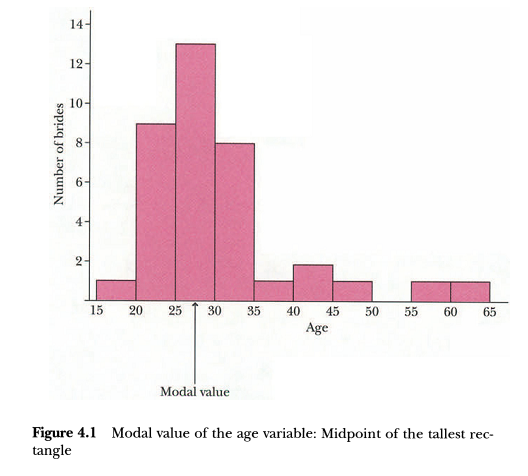 14
12
10
8
6
4
2
Number of brides
15 20 25 30 35 40 45 50 55 60 65
Age
Modal value
Figure 4.1 Modal value of the age variable: Midpoint of the tallest rec-
tangle